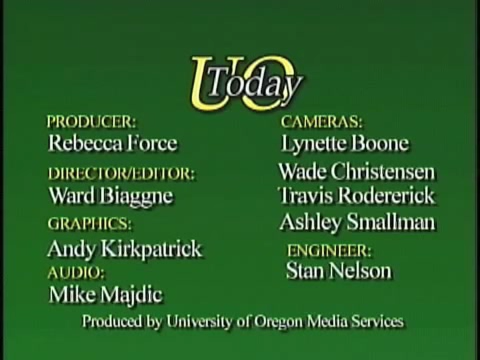 UO Today
PRODUCER:
Rebecca Force
DIRECTOR/EDITOR:
Ward Biaggne
GRAPHICS:
Andy Kirkpatrick
AUDIO:
Mike Majdic
CAMERAS:
Lynette Boone
Wade Christensen
Travis Rodererick
Ashley Smallman
ENGINEER:
Stan Nelson
Produced by University of Oregon Media Services